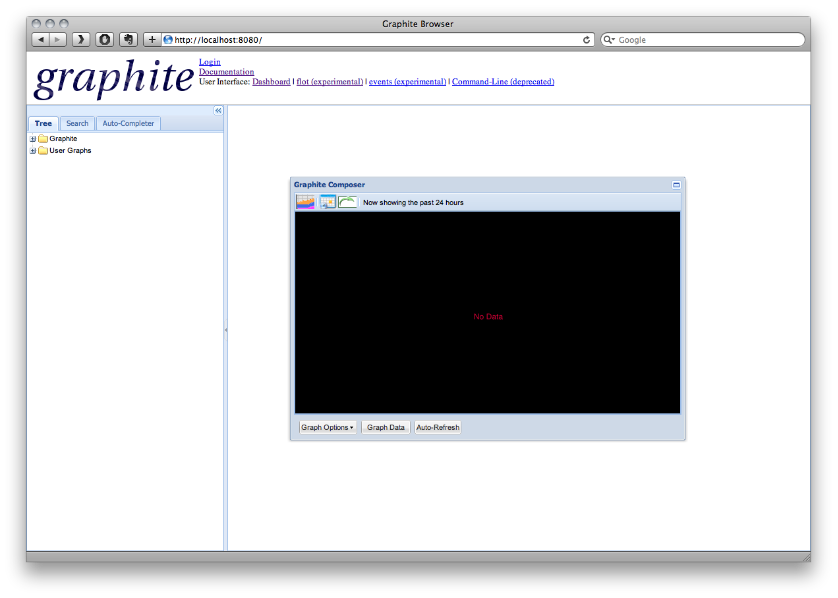 Graphite Browser
http://localhost:8080/
Google
graphite
Login
Documentation
User Interface: Dashboard | flot (experimental) | events (experimental) | Command-Line (deprecated)
Tree
Search
Auto-Completer
Graphite
User Graphs
Graphite Composer
Now showing the past 24 hours
No Data
Graph Options
Graph Data
Auto-Refresh